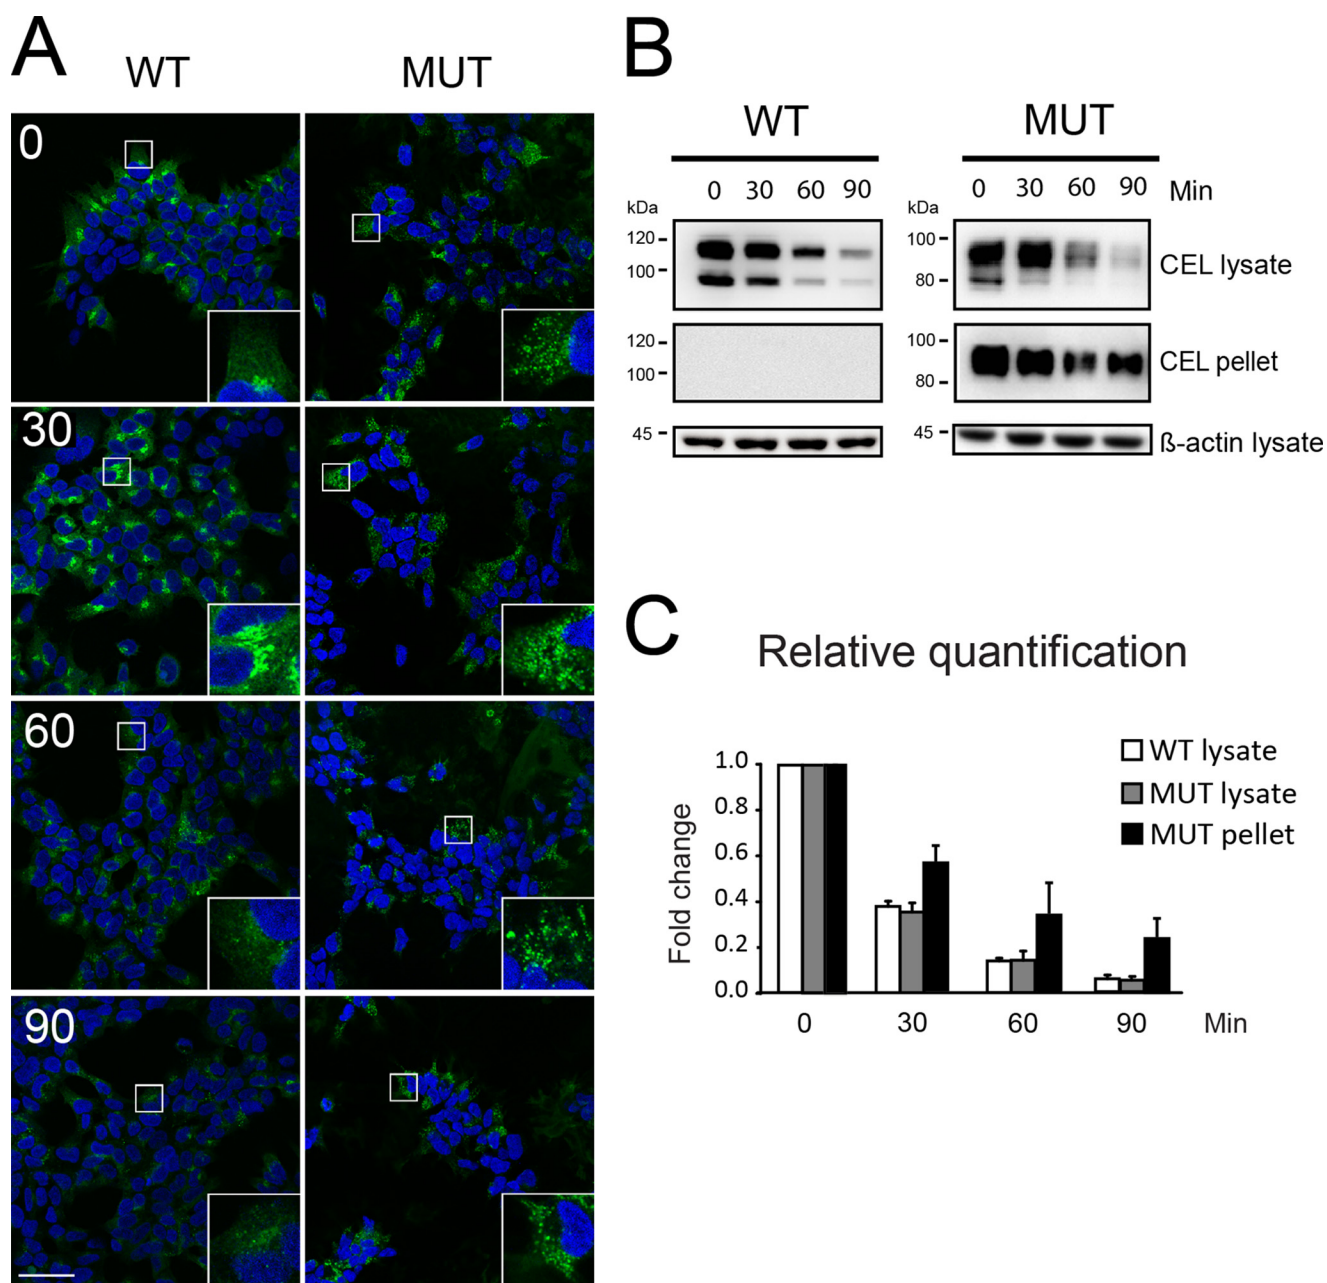 A
WT MUT
0
30
60
90
B
WT MUT
0 30 60 90 0 30 60 90 Min
kDa kDa
120 100 CEL lysate
100 80
120 100 CEL pellet
100 80
45 45 ß-actin lysate
C
Relative quantification
WT lysate
MUT lysate
MUT pellet
Fold change
1.0
0.8
0.6
0.4
0.2
0.0
0 30 60 90 Min